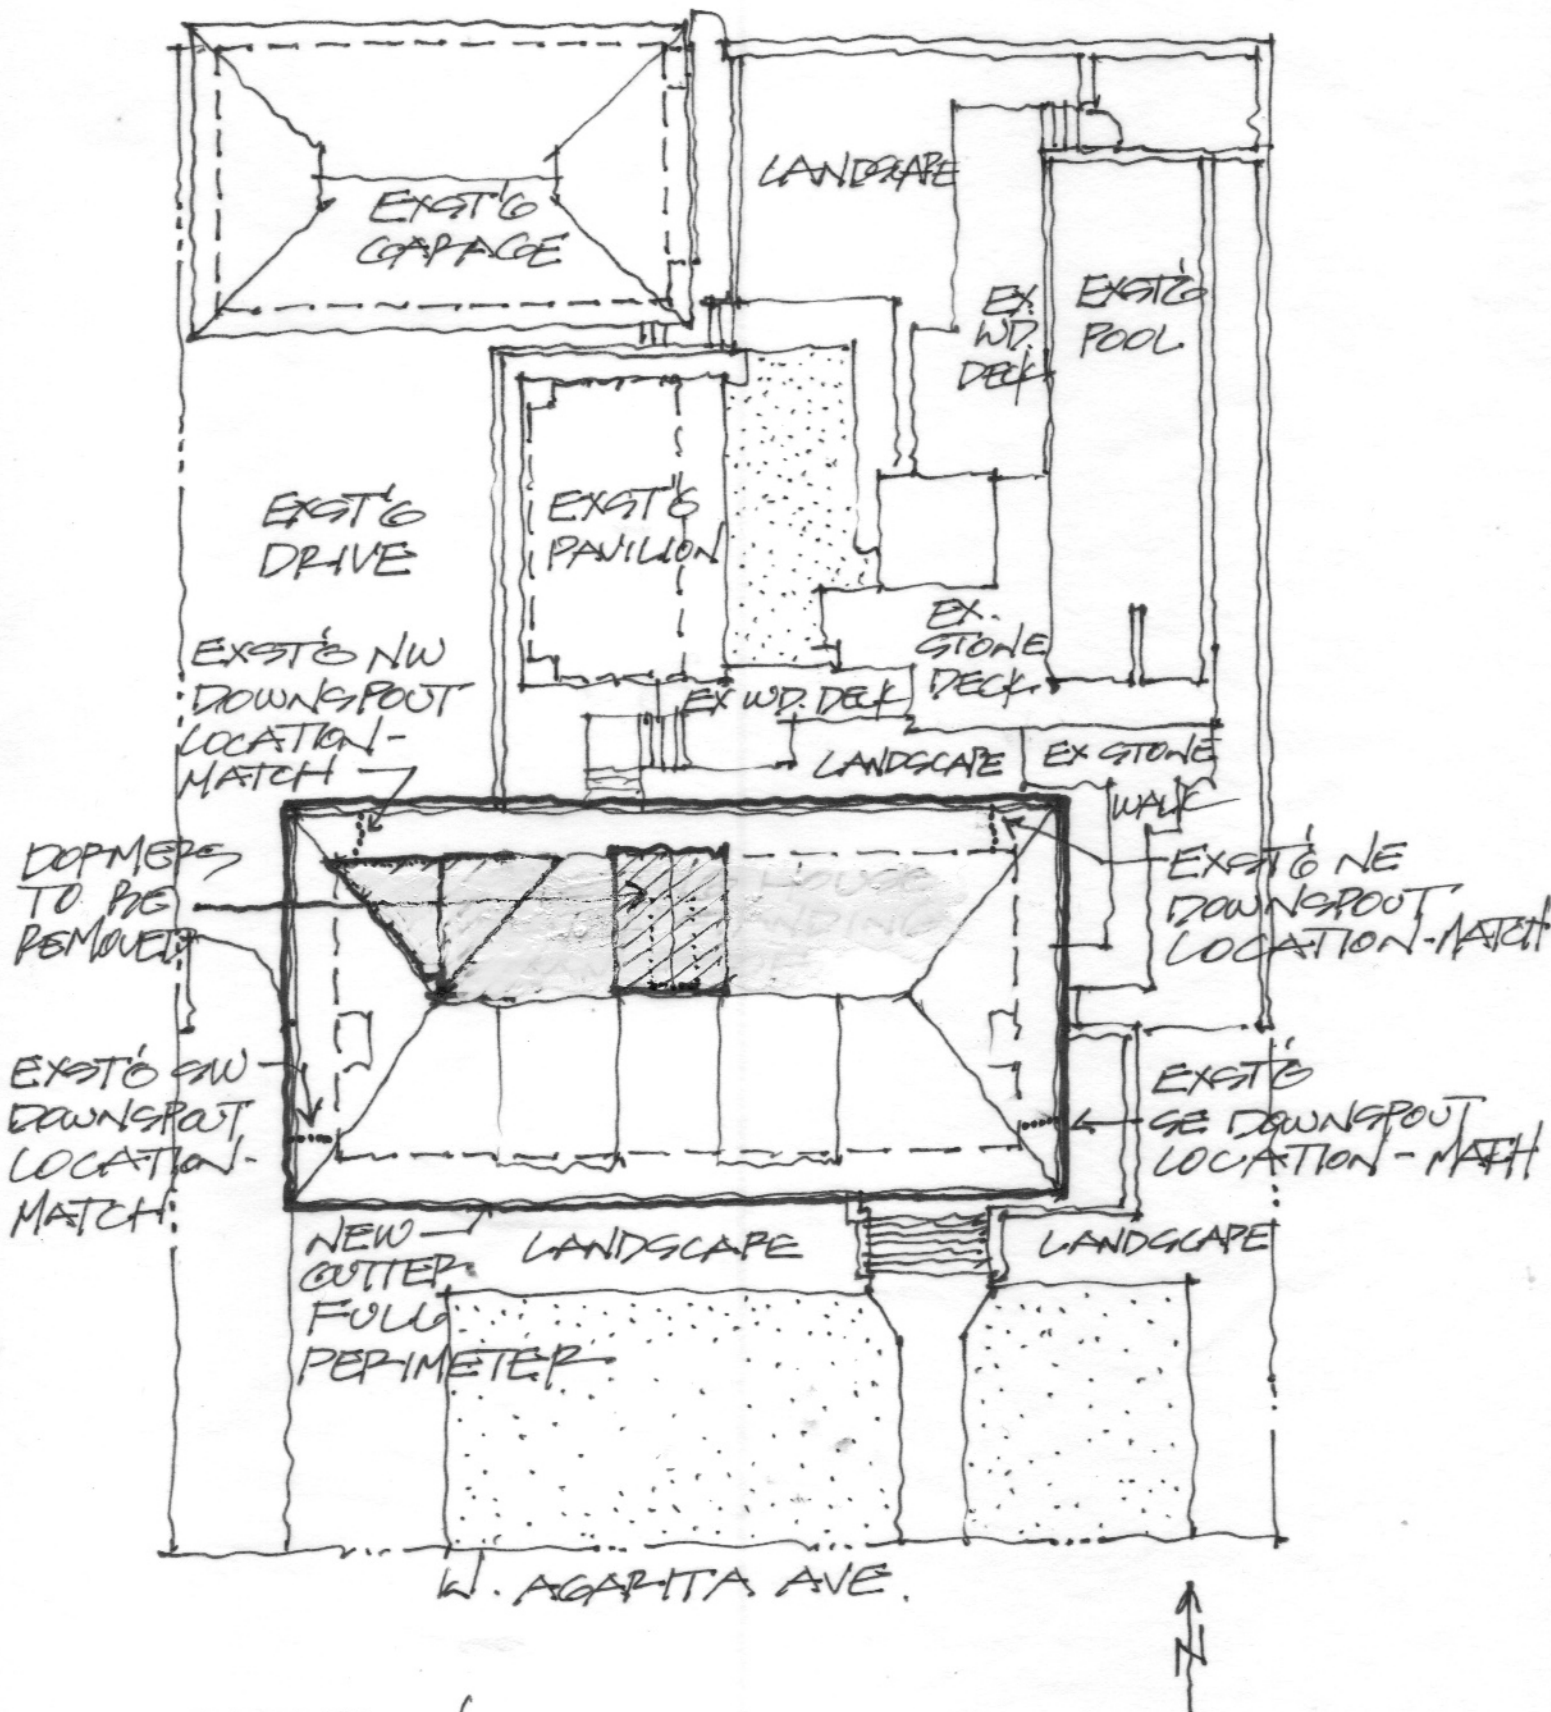 LANDSCAPE
EXST'G
GARAGE
EX
WD.
DECK
EXST'G
POOL
EXST'G
DRIVE
EXST'G
PAVILION
EX.
STONE
DECK
EXST'G NW
DOWNSPOUT
LOCATION-
MATCH
EX WD. DECK
LANDSCAPE
EX STONE
WALK
DORMERS
TO BE
REMOVED
HOUSE
EXST'G NE
DOWNSPOUT
LOCATION-MATCH
EXST'G SW
DOWNSPOUT
LOCATION-
MATCH
EXST'G
SE DOWNSPOUT
LOCATION-MATCH
NEW
GUTTER
FULL
PERIMETER
LANDSCAPE
LANDSCAPE
W. AGARITA AVE.
N